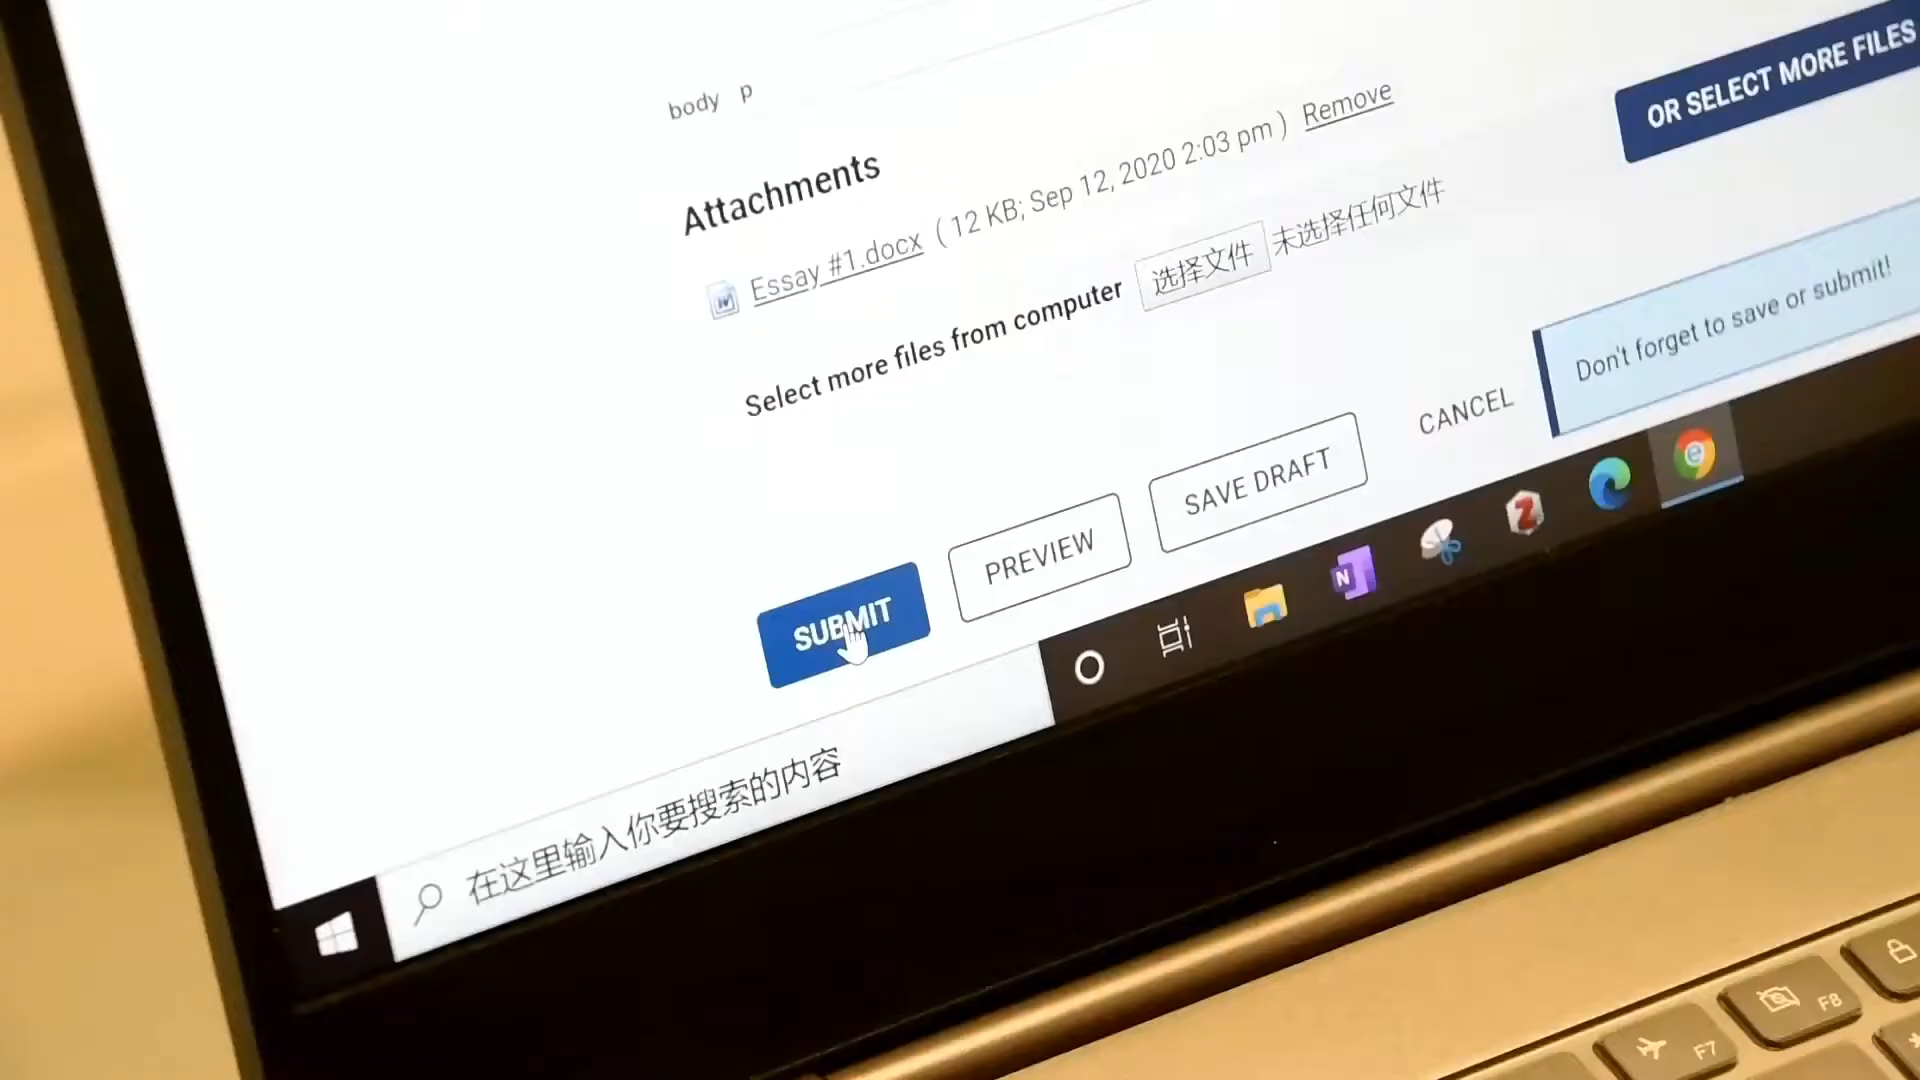 body p
OR SELECT MORE FILES
Attachments
Essay #1.docx ( 12 KB; Sep 12, 2020 2:03 pm ) Remove
Select more files from computer 选择文件 未选择任何文件
Don't forget to save or submit!
SUBMIT PREVIEW SAVE DRAFT CANCEL
在这里输入你要搜索的内容
N
Z
F7
F8